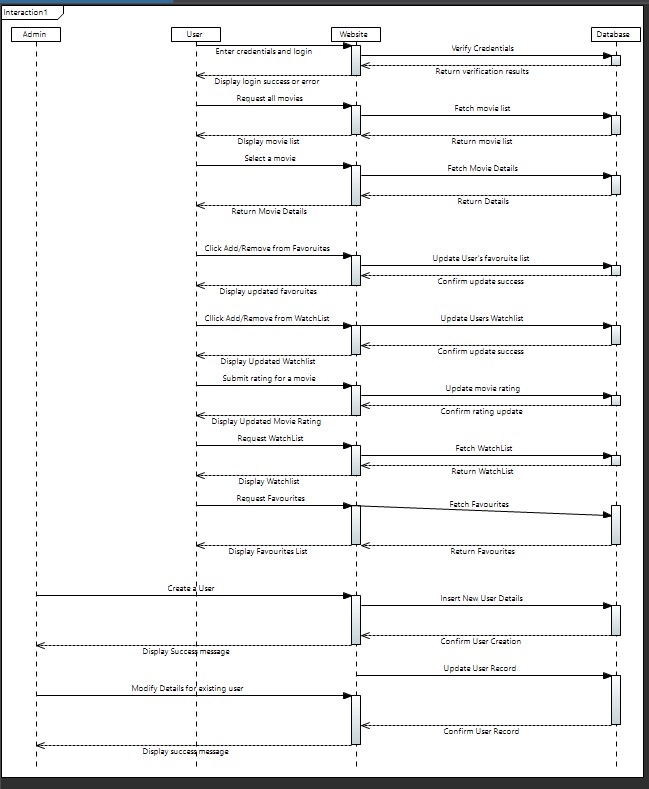 Interaction1
Admin
User
Website
Database
Enter credentials and login
Verify Credentials
Return verification results
Display login success or error
Request all movies
Fetch movie list
Display movie list
Return movie list
Select a movie
Fetch Movie Details
Return Details
Return Movie Details
Click Add/Remove from Favoruites
Update User's favoruite list
Confirm update success
Display updated favoruites
Cllick Add/Remove from WatchList
Update Users Watchlist
Confirm update success
Display Updated Watchlist
Submit rating for a movie
Update movie rating
Confirm rating update
Display Updated Movie Rating
Request WatchList
Fetch WatchList
Return WatchList
Display Watchlist
Request Favourites
Fetch Favourites
Display Favourites List
Return Favourites
Create a User
Insert New User Details
Confirm User Creation
Display Success message
Update User Record
Modify Details for existing user
Confirm User Record
Display success message